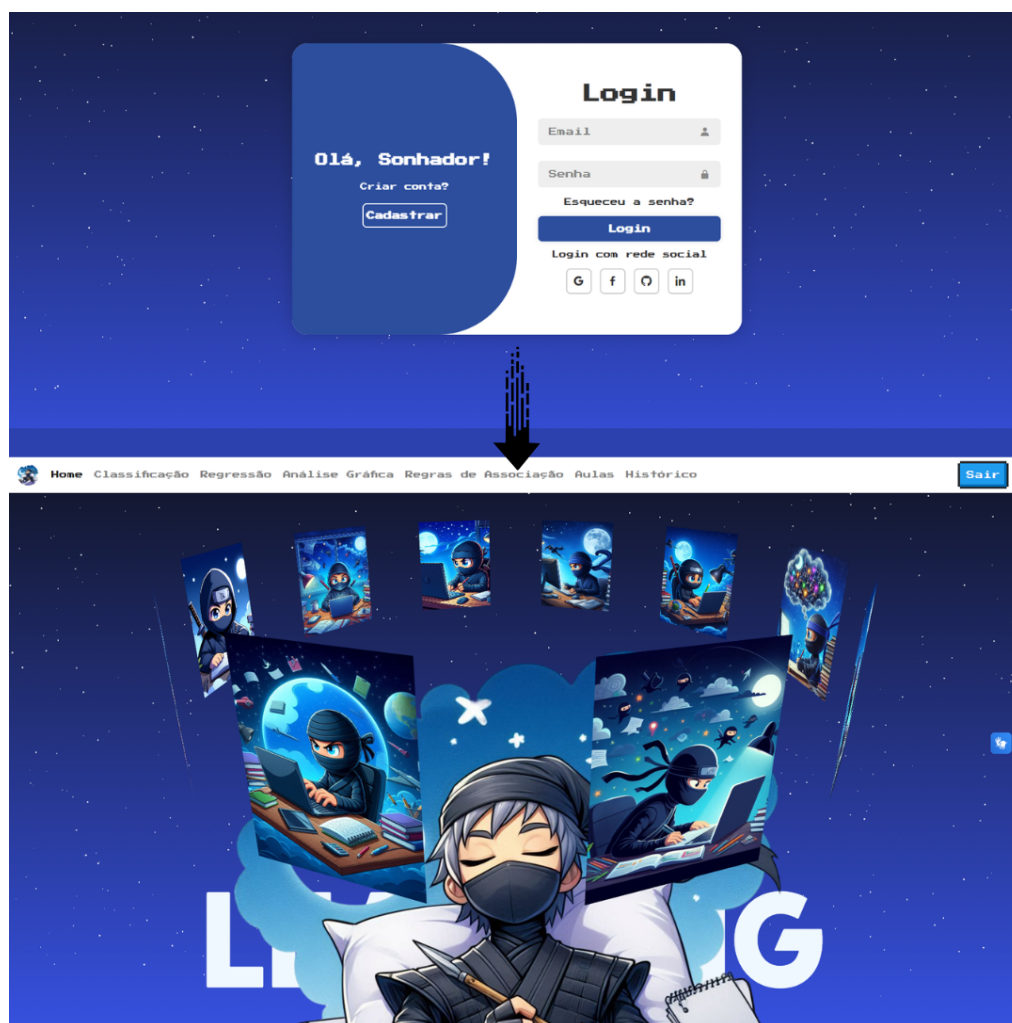 Login
Email
Olá, Sonhador!
Senha
Criar conta?
Esqueceu a senha?
Cadastrar
Login
Login com rede social
G f in
Home Classificação Regressão Análise Gráfica Regras de Associação Aulas Histórico Sair